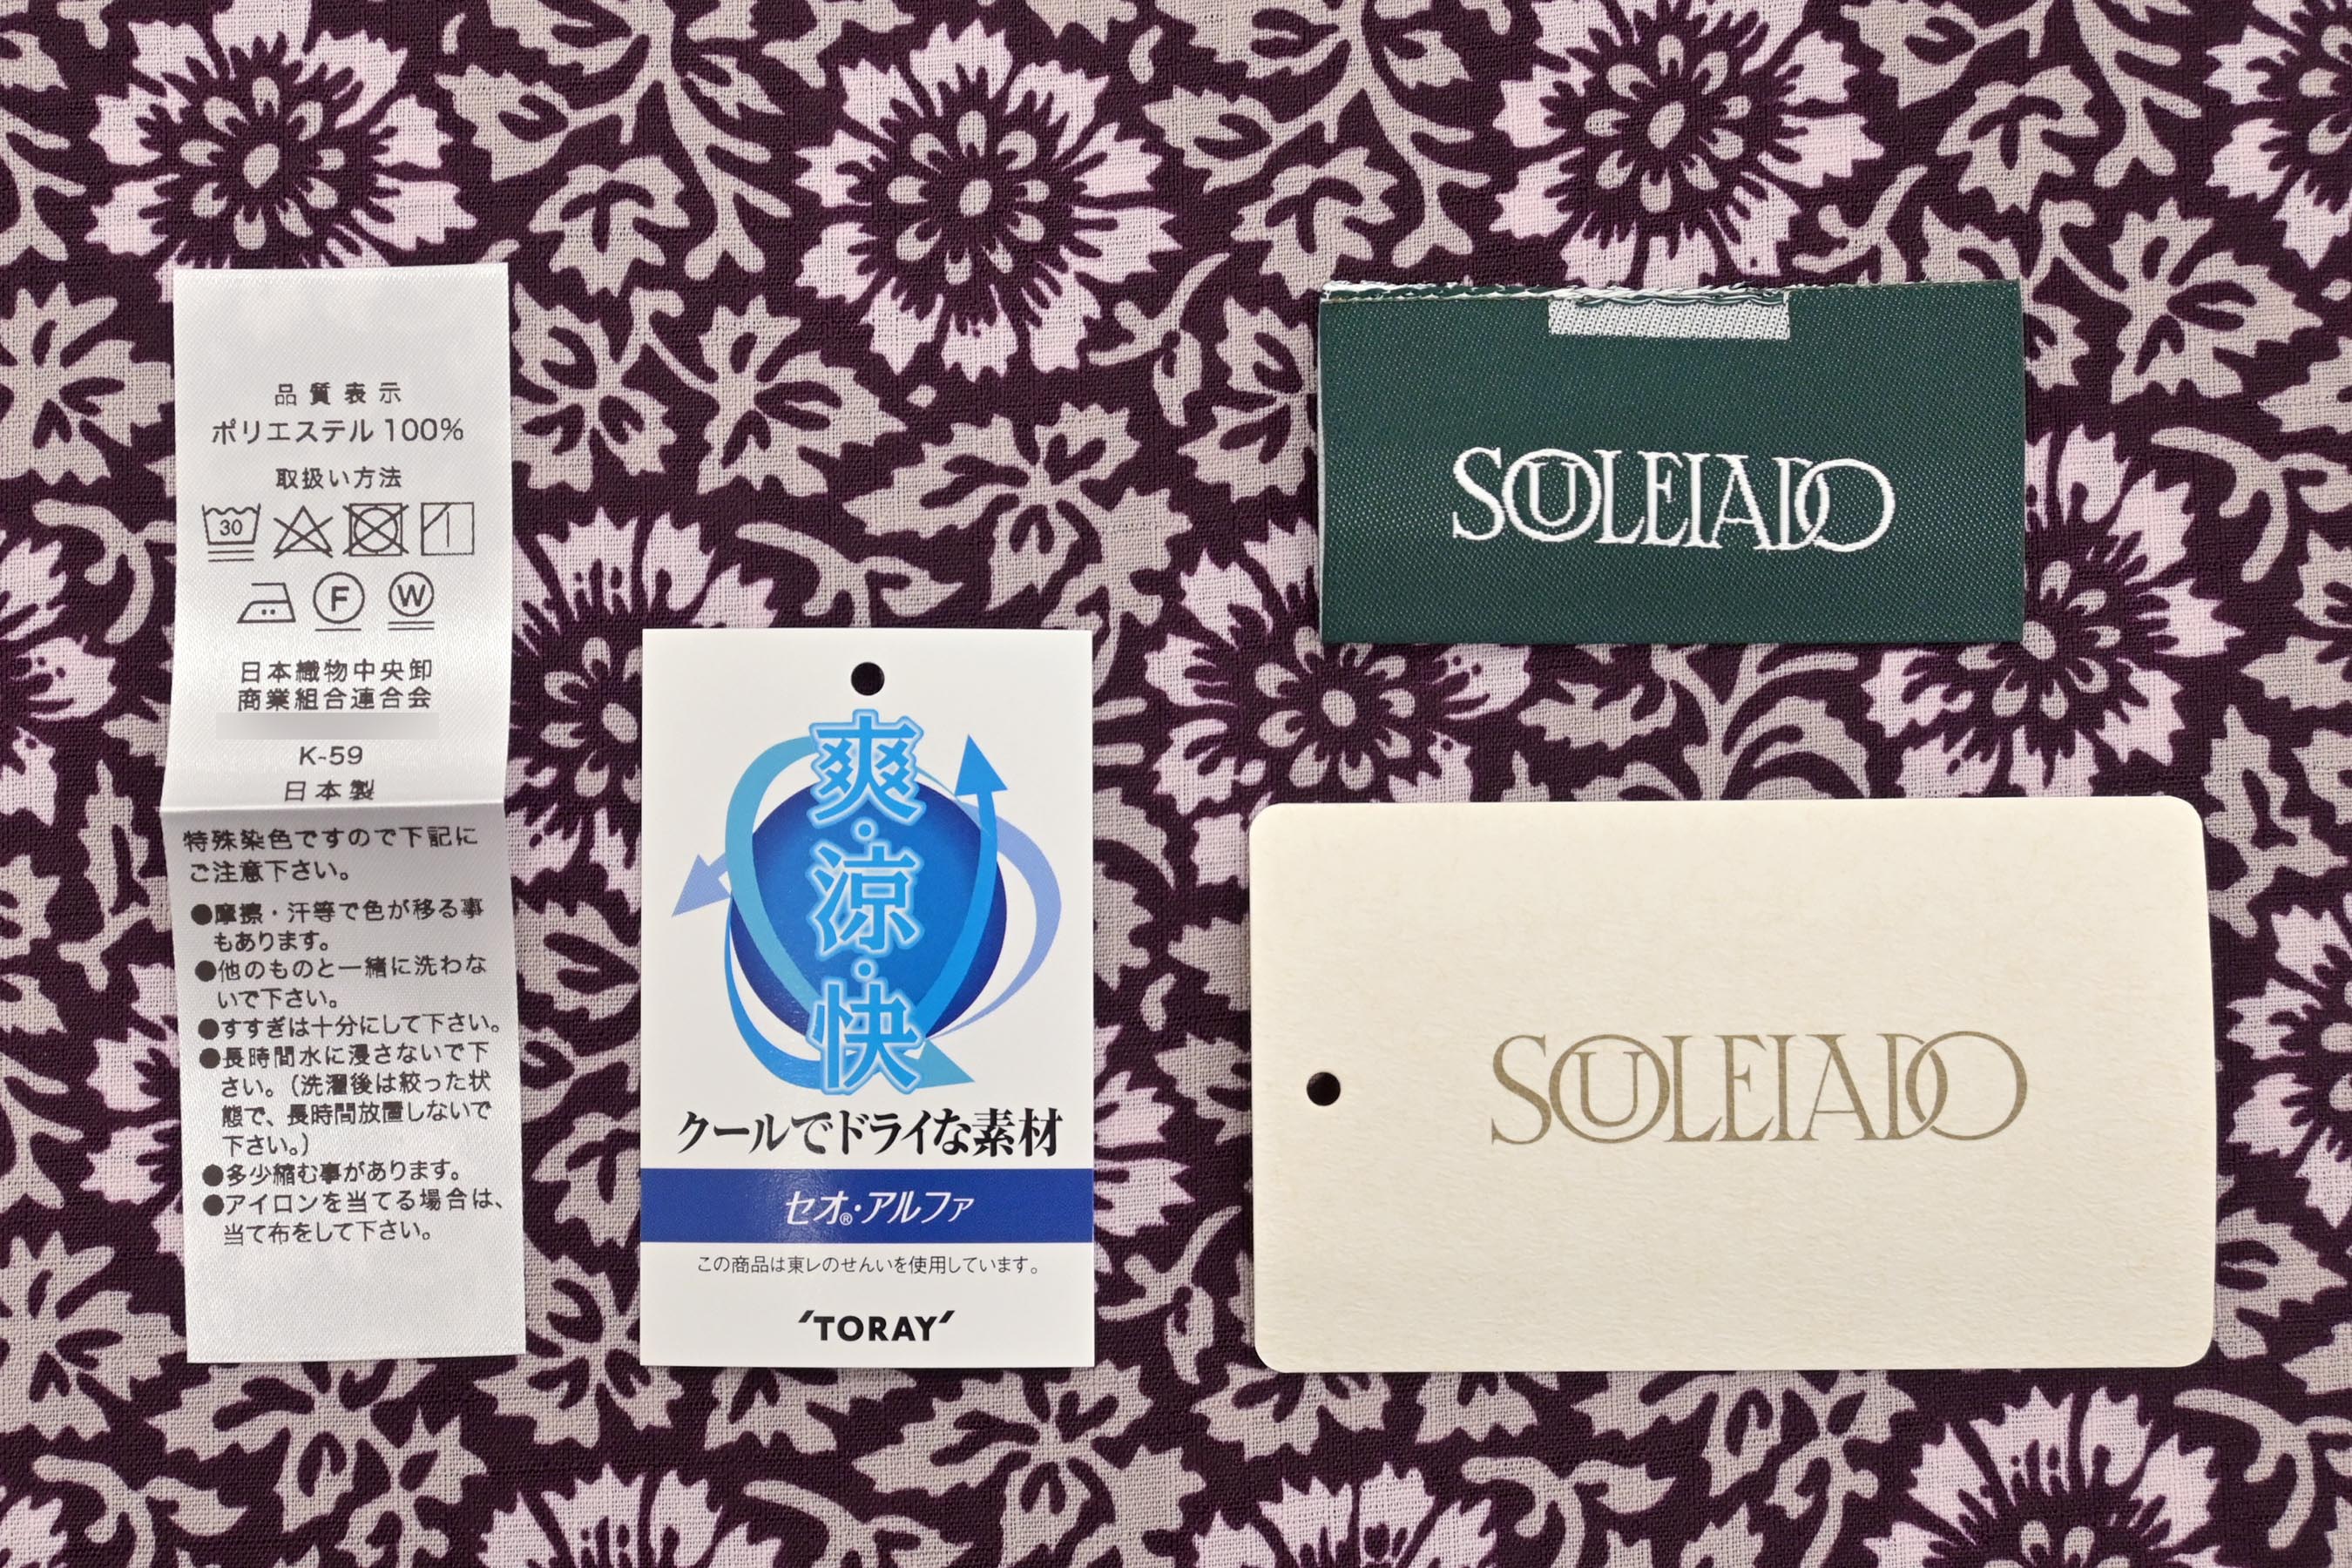 品質表示
ポリエステル100%
取扱い方法
30
F W
日本織物中央卸
商業組合連合会
K-59
日本製
特殊染色ですので下記に
ご注意下さい。
●摩擦・汗等で色が移る事
もあります。
●他のものと一緒に洗わな
いで下さい。
●すすぎは十分にして下さい。
●長時間水に浸さないで下
さい。(洗濯後は絞った状
態で、長時間放置しないで
下さい。)
●多少縮む事があります。
●アイロンを当てる場合は、
当て布をして下さい。
爽・涼・快
クールでドライな素材
セオ®・アルファ
この商品は東レのせんいを使用しています。
'TORAY'
SOULEIADO
SOULEIADO